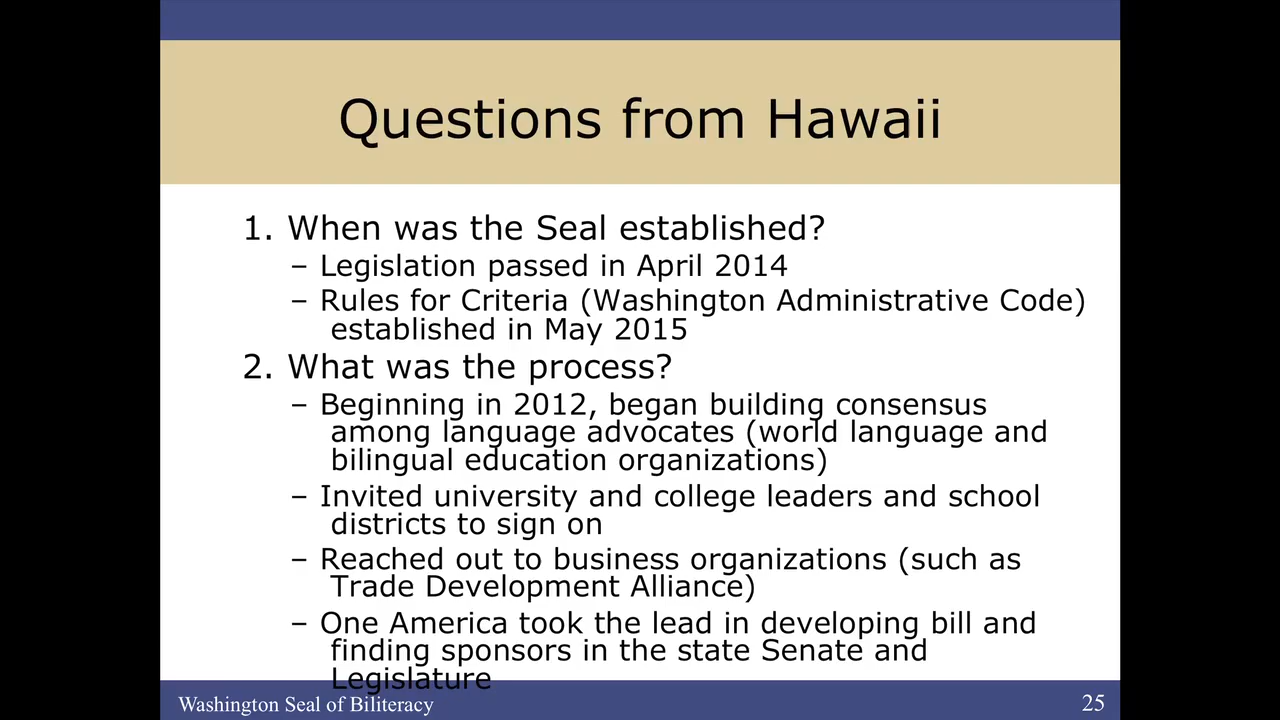 Questions from Hawaii
1. When was the Seal established?
– Legislation passed in April 2014
– Rules for Criteria (Washington Administrative Code)
established in May 2015
2. What was the process?
– Beginning in 2012, began building consensus
among language advocates (world language and
bilingual education organizations)
– Invited university and college leaders and school
districts to sign on
– Reached out to business organizations (such as
Trade Development Alliance)
– One America took the lead in developing bill and
finding sponsors in the state Senate and
Legislature
Washington Seal of Biliteracy
25